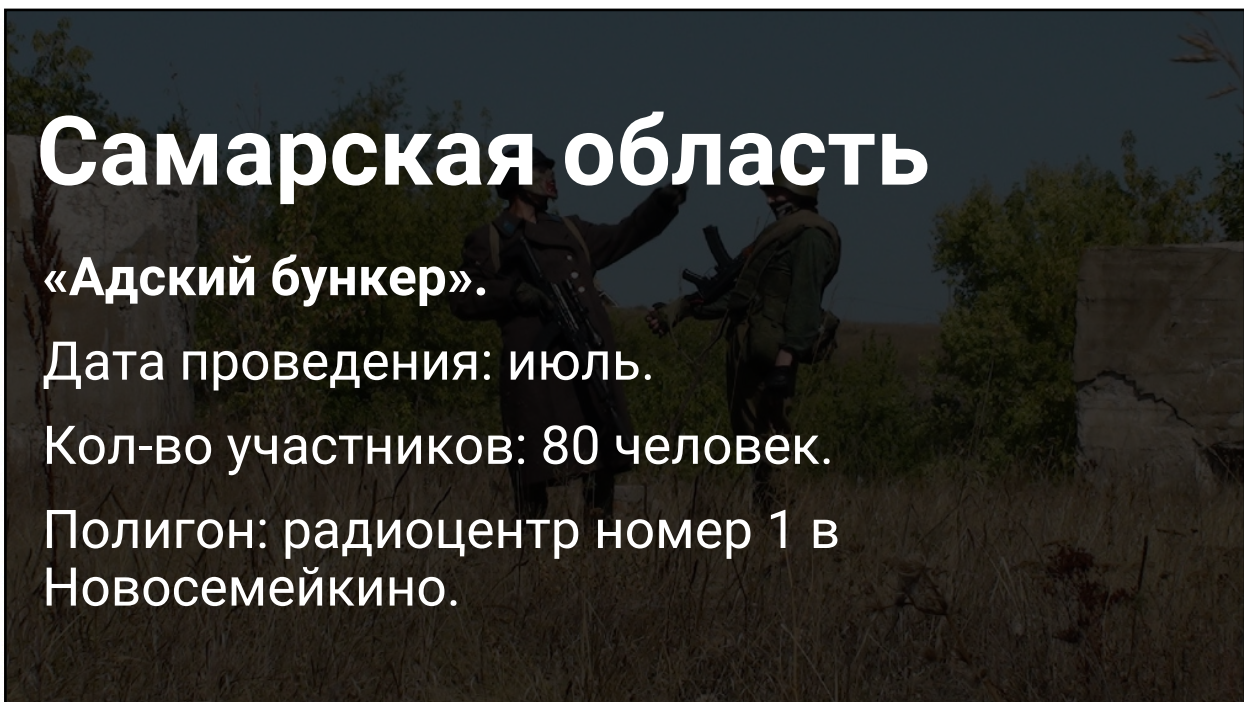 Самарская область
«Адский бункер».
Дата проведения: июль.
Кол-во участников: 80 человек.
Полигон: радиоцентр номер 1 в
Новосемейкино.